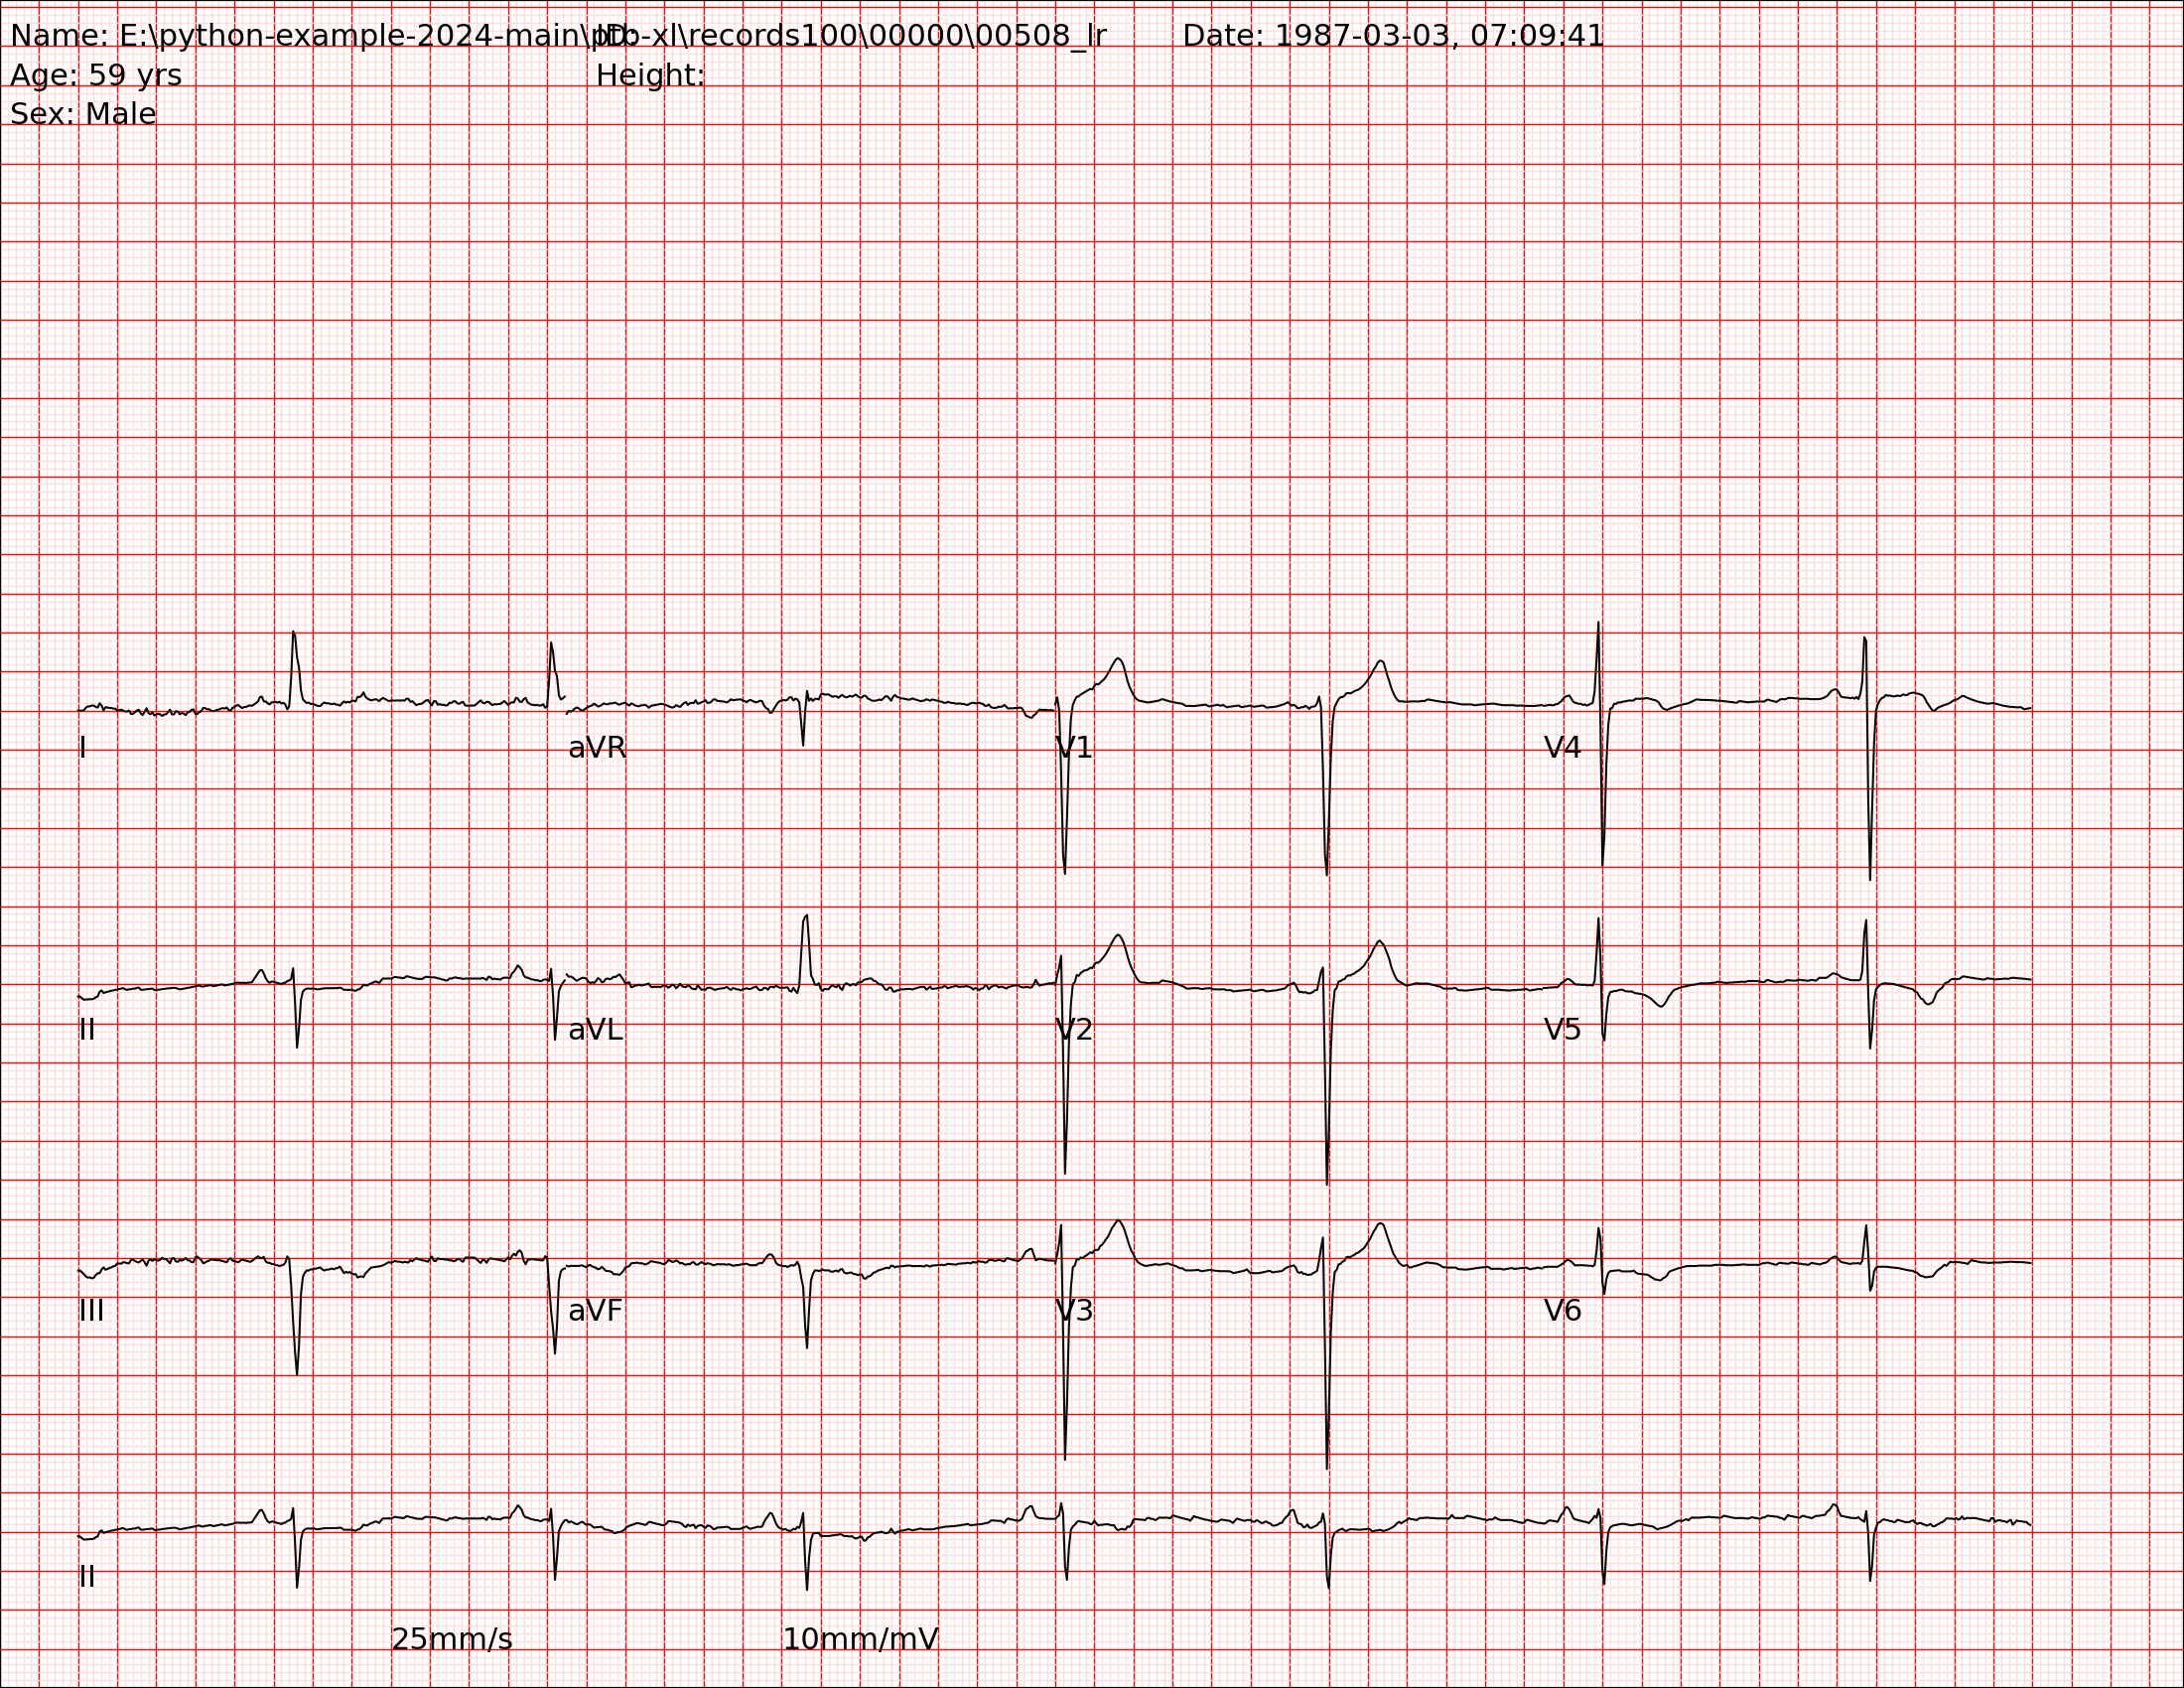 Name: E:\python-example-2024-main\ptb-xl\records100\00000\00508_lr ID: Date: 1987-03-03, 07:09:41
Age: 59 yrs Height:
Sex: Male
I aVR V1 V4
II aVL V2 V5
III aVF V3 V6
II
25mm/s 10mm/mV